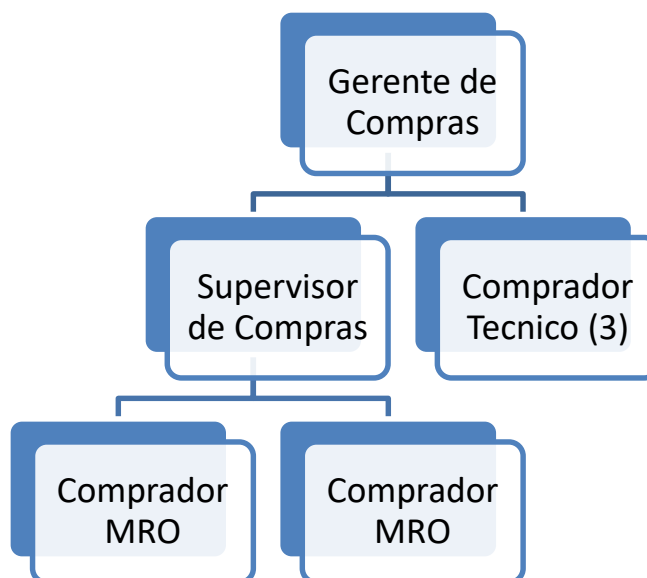 Gerente de
Compras
Supervisor
de Compras
Comprador
Tecnico (3)
Comprador
MRO
Comprador
MRO